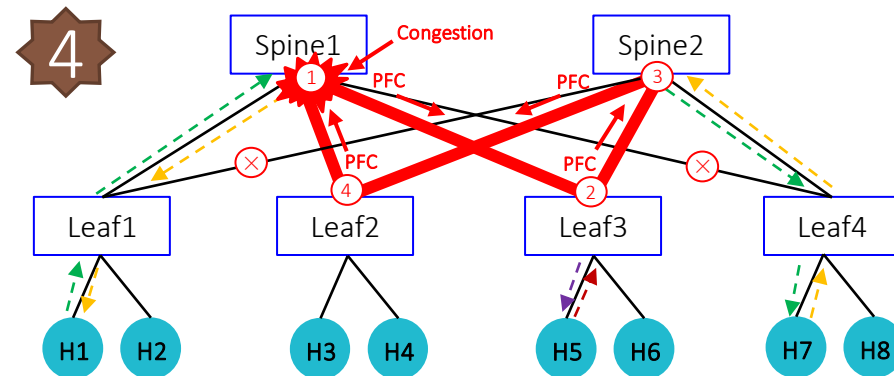 4
Spine1
Congestion
Spine2
1
PFC
PFC
3
PFC
PFC
4
2
Leaf1
Leaf2
Leaf3
Leaf4
H1
H2
H3
H4
H5
H6
H7
H8